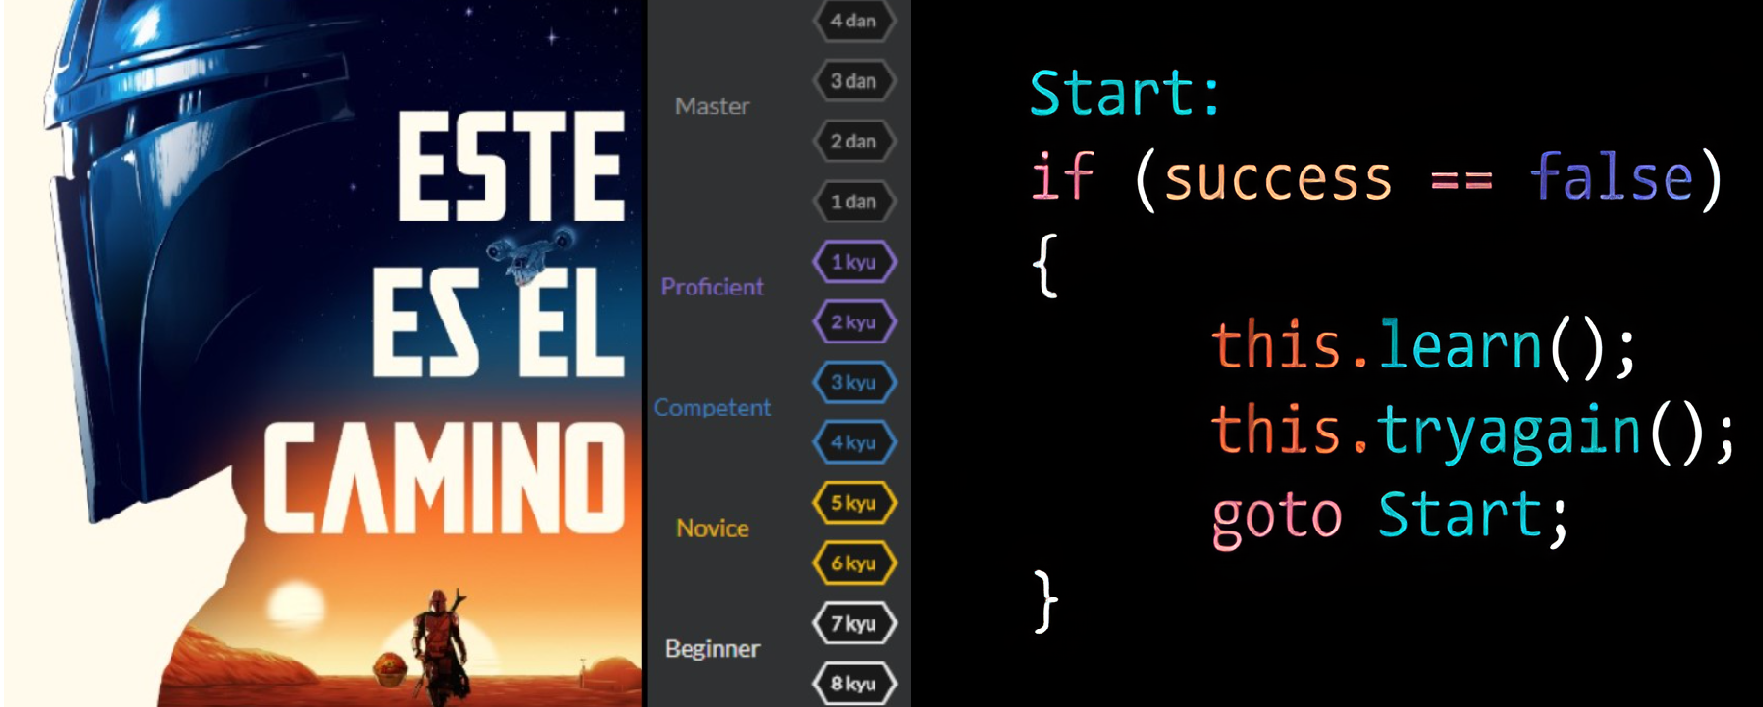 ESTE
ES EL
CAMINO
4 dan
3 dan
Master
2 dan
1 dan
1 kyu
Proficient
2 kyu
3 kyu
Competent
4 kyu
5 kyu
Novice
6 kyu
7 kyu
Beginner
8 kyu
Start:
if (success == false)
{
this.learn();
this.tryagain();
goto Start;
}